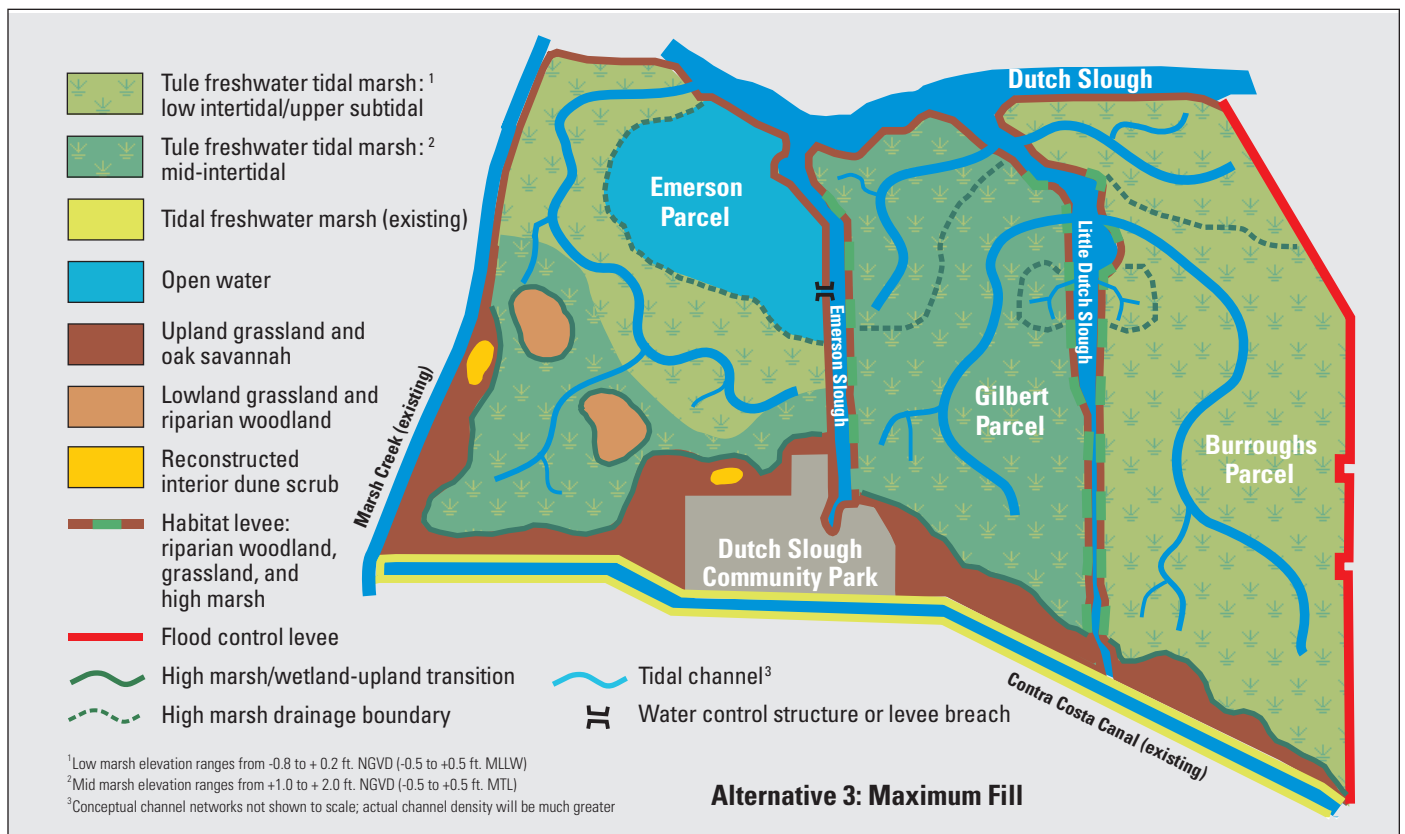 Tule freshwater tidal marsh: ¹
low intertidal/upper subtidal
Tule freshwater tidal marsh: ²
mid-intertidal
Tidal freshwater marsh (existing)
Open water
Upland grassland and
oak savannah
Lowland grassland and
riparian woodland
Reconstructed
interior dune scrub
Habitat levee:
riparian woodland,
grassland, and
high marsh
Flood control levee
High marsh/wetland-upland transition
High marsh drainage boundary
Tidal channel³
Water control structure or levee breach
¹Low marsh elevation ranges from -0.8 to + 0.2 ft. NGVD (-0.5 to +0.5 ft. MLLW)
²Mid marsh elevation ranges from +1.0 to + 2.0 ft. NGVD (-0.5 to +0.5 ft. MTL)
³Conceptual channel networks not shown to scale; actual channel density will be much greater
Dutch Slough
Emerson
Parcel
Emerson Slough
Little Dutch Slough
Gilbert
Parcel
Burroughs
Parcel
Marsh Creek (existing)
Dutch Slough
Community Park
Contra Costa Canal (existing)
Alternative 3: Maximum Fill